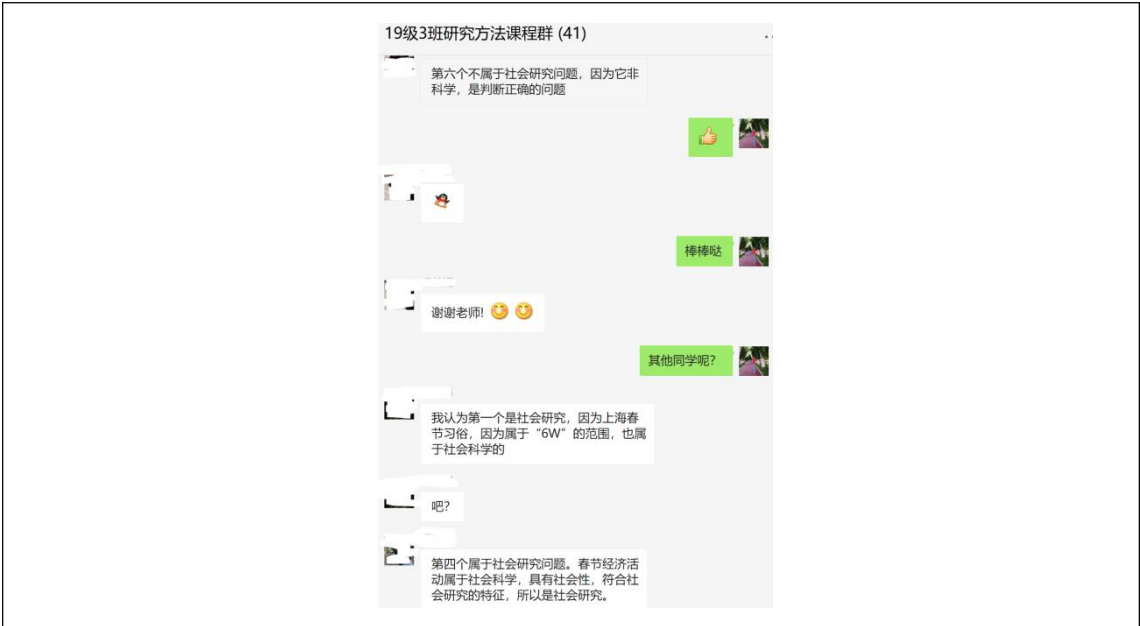 19级3班研究方法课程群 (41)
第六个不属于社会研究问题，因为它非
科学，是判断正确的问题
棒棒哒
谢谢老师!
其他同学呢?
我认为第一个是社会研究，因为上海春
节习俗，因为属于“6W”的范围，也属
于社会科学的
吧?
第四个属于社会研究问题。春节经济活
动属于社会科学，具有社会性，符合社
会研究的特征，所以是社会研究。